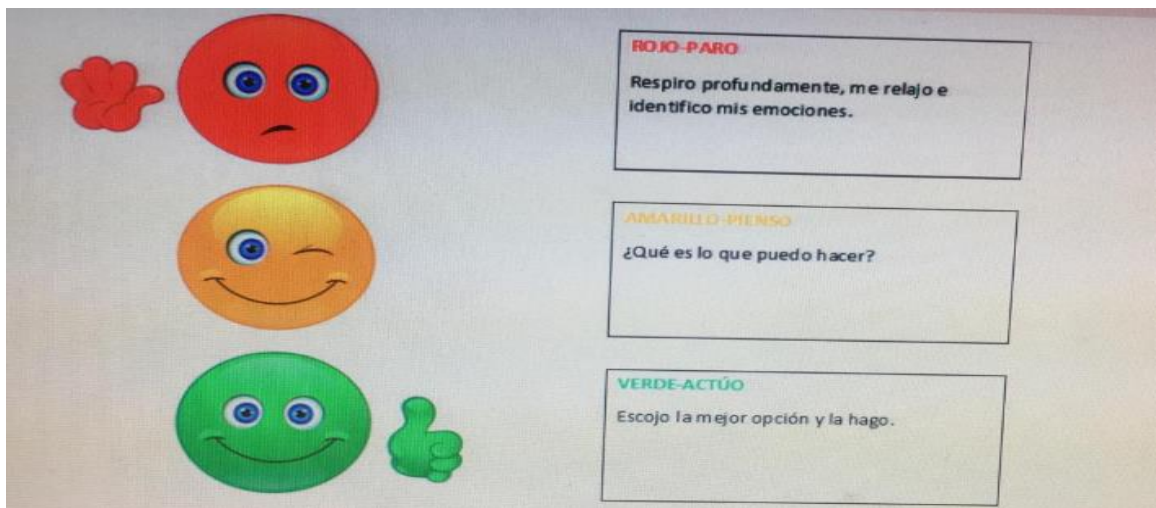 ROJO-PARO
Respiro profundamente, me relajo e
identifico mis emociones.
AMARILLO-PIENSO
¿Qué es lo que puedo hacer?
VERDE-ACTÚO
Escojo la mejor opción y la hago.